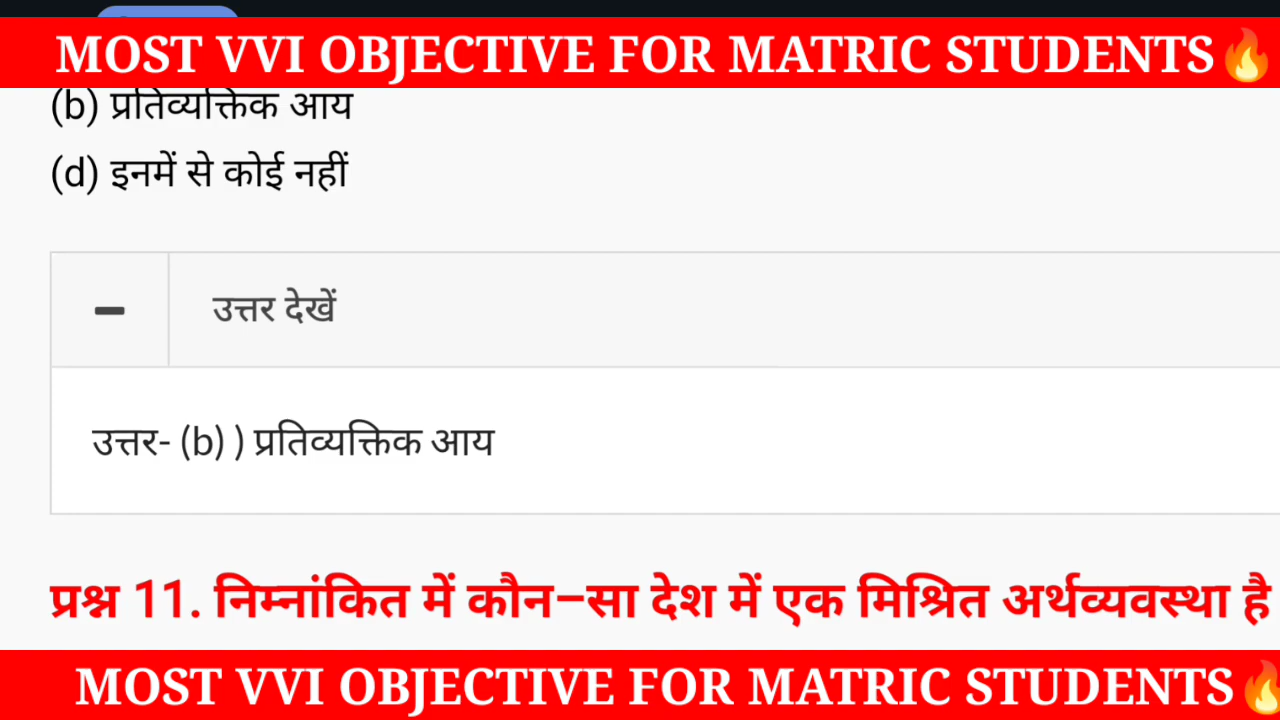 MOST VVI OBJECTIVE FOR MATRIC STUDENTS🔥
(b) प्रतिव्यक्तिक आय
(d) इनमें से कोई नहीं
उत्तर देखें
उत्तर- (b) ) प्रतिव्यक्तिक आय
प्रश्न 11. निम्नांकित में कौन–सा देश में एक मिश्रित अर्थव्यवस्था है
MOST VVI OBJECTIVE FOR MATRIC STUDENTS🔥